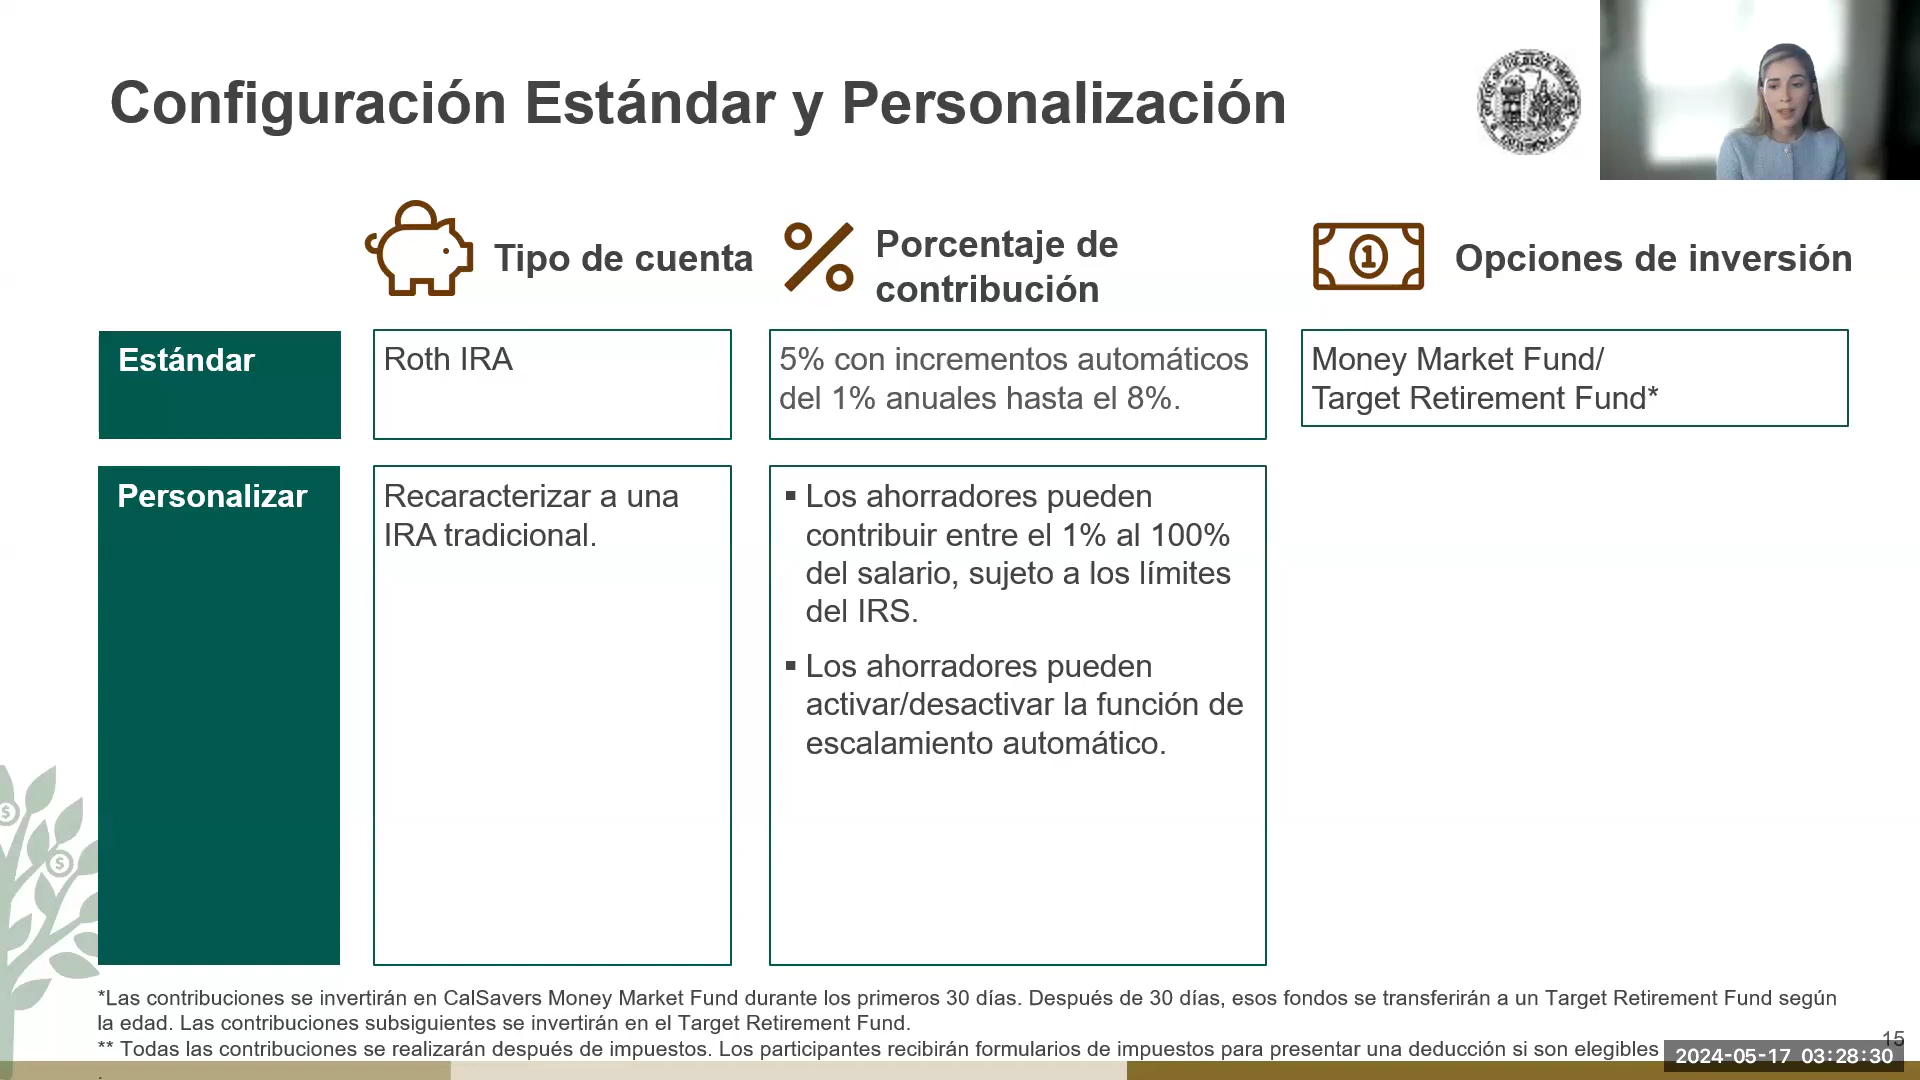 Configuración Estándar y Personalización
Tipo de cuenta
Porcentaje de
contribución
Opciones de inversión
Estándar
Roth IRA
5% con incrementos automáticos
del 1% anuales hasta el 8%.
Money Market Fund/
Target Retirement Fund*
Personalizar
Recaracterizar a una
IRA tradicional.
▪ Los ahorradores pueden
contribuir entre el 1% al 100%
del salario, sujeto a los límites
del IRS.
▪ Los ahorradores pueden
activar/desactivar la función de
escalamiento automático.
*Las contribuciones se invertirán en CalSavers Money Market Fund durante los primeros 30 días. Después de 30 días, esos fondos se transferirán a un Target Retirement Fund según
la edad. Las contribuciones subsiguientes se invertirán en el Target Retirement Fund.
** Todas las contribuciones se realizarán después de impuestos. Los participantes recibirán formularios de impuestos para presentar una deducción si son elegibles
.
15
2024-05-17 03:28:30